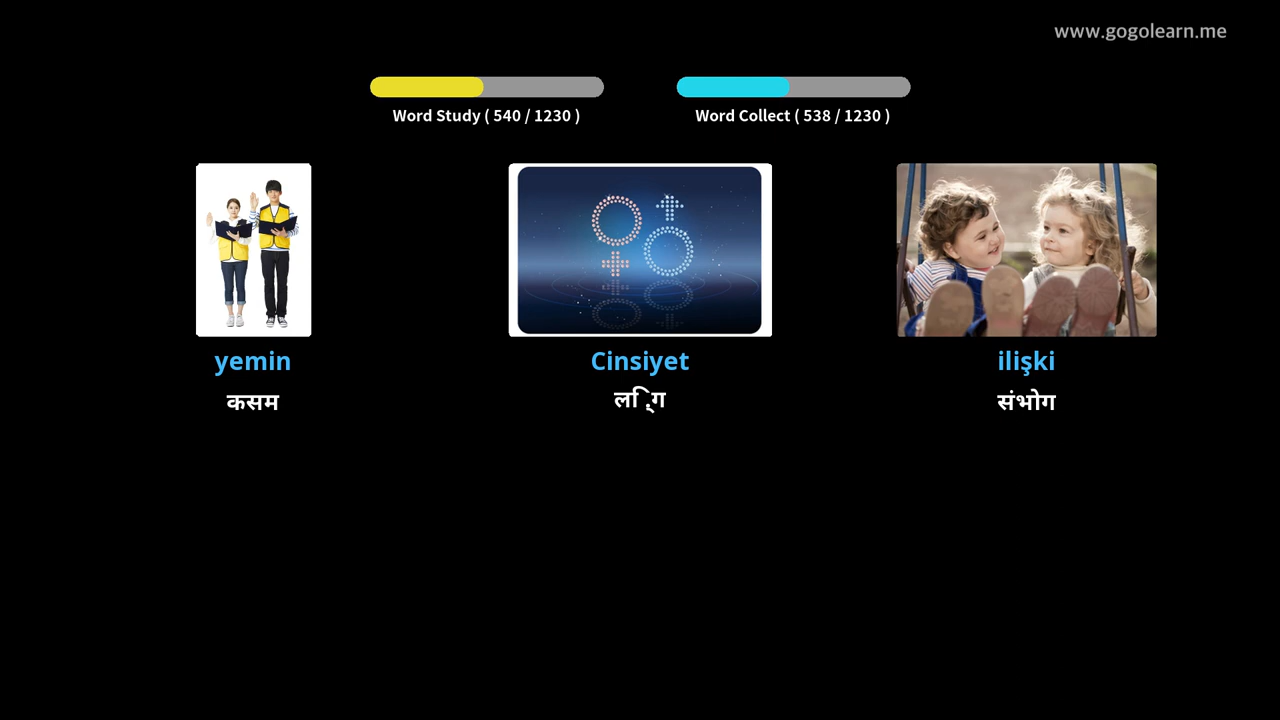 www.gogolearn.me
Word Study ( 540 / 1230 )
Word Collect ( 538 / 1230 )
yemin
Cinsiyet
ilişki
कसम
लिंग
संभोग